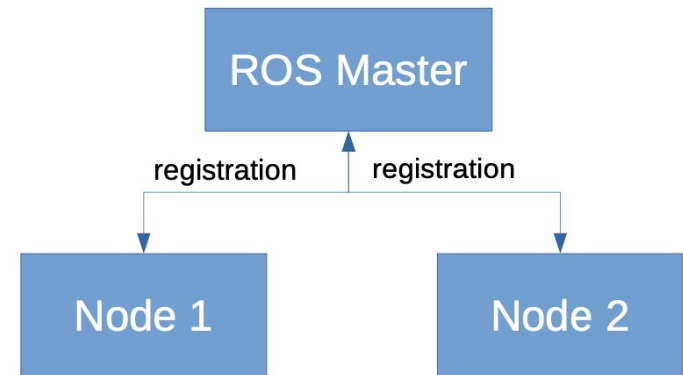 ROS Master
registration
registration
Node 1
Node 2